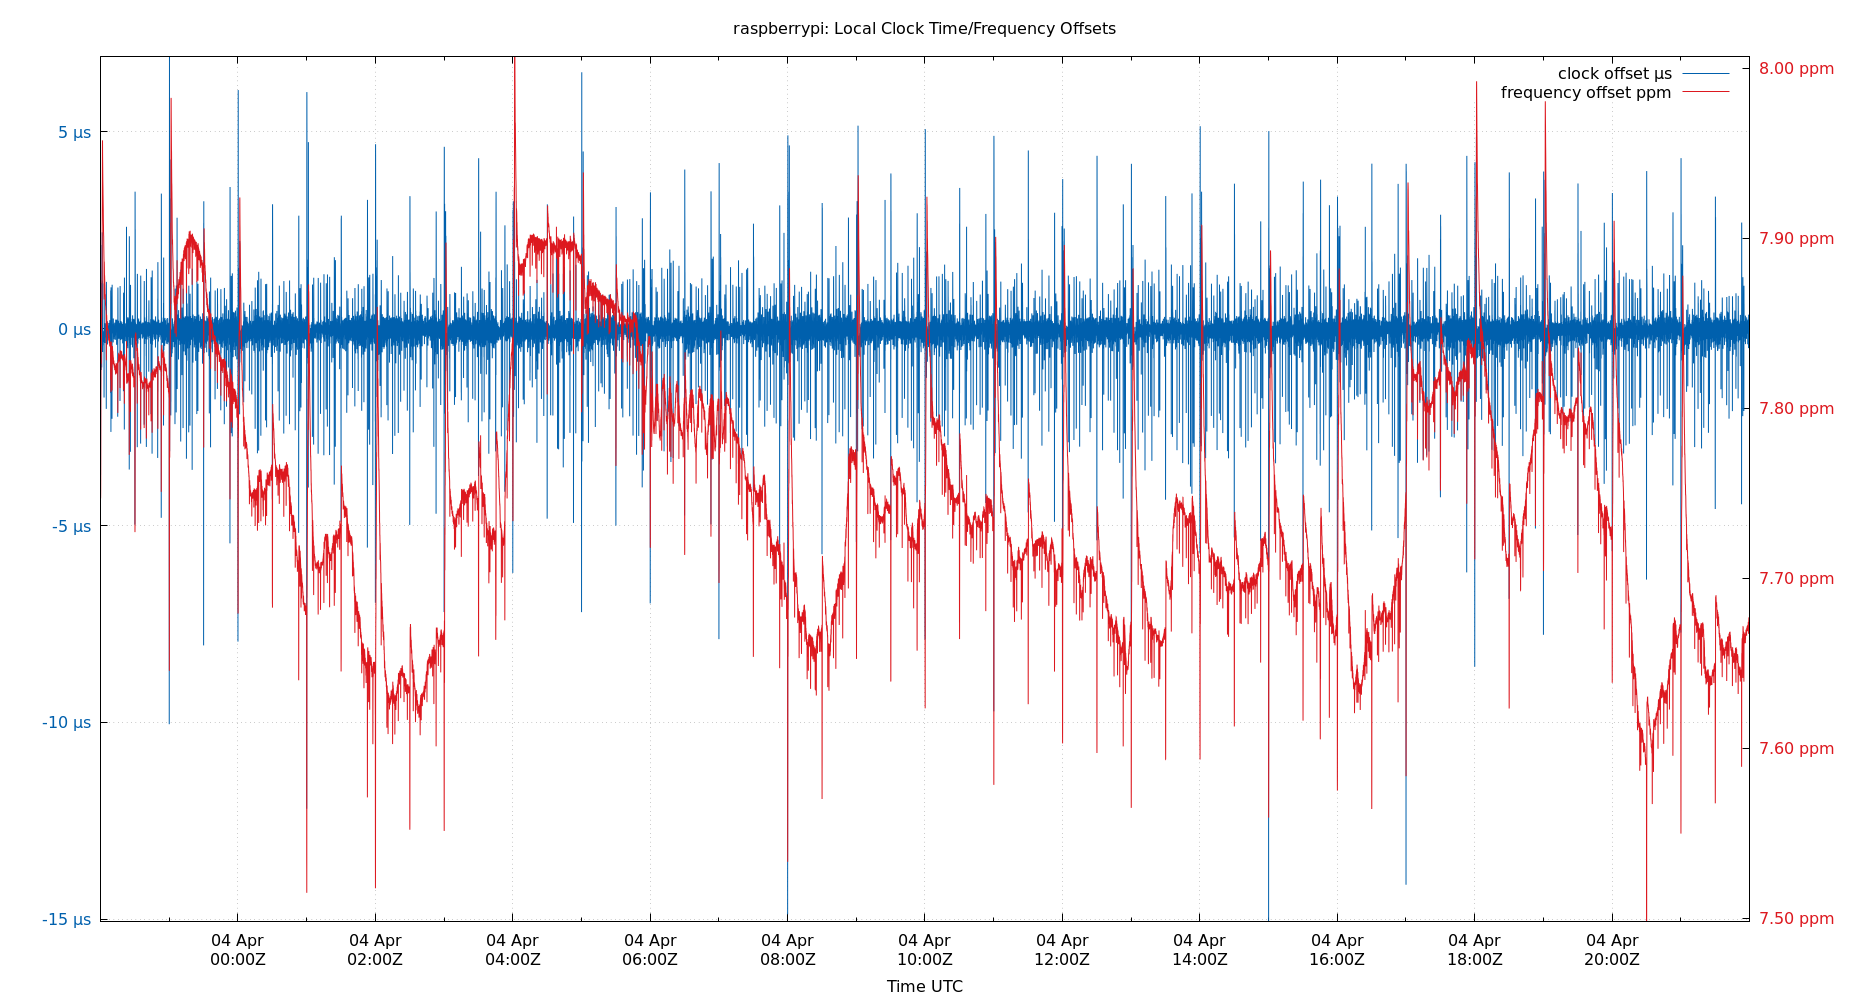 raspberrypi: Local Clock Time/Frequency Offsets
clock offset µs
frequency offset ppm
5 µs
0 µs
-5 µs
-10 µs
-15 µs
8.00 ppm
7.90 ppm
7.80 ppm
7.70 ppm
7.60 ppm
7.50 ppm
04 Apr 04 Apr 04 Apr 04 Apr 04 Apr 04 Apr 04 Apr 04 Apr 04 Apr 04 Apr 04 Apr
00:00Z 02:00Z 04:00Z 06:00Z 08:00Z 10:00Z 12:00Z 14:00Z 16:00Z 18:00Z 20:00Z
Time UTC